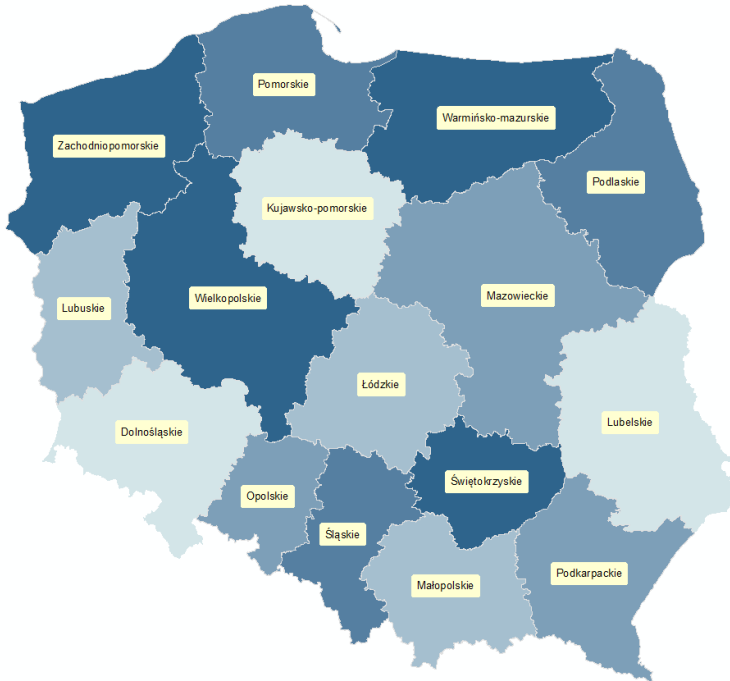 Pomorskie
Warmińsko-mazurskie
Zachodniopomorskie
Podlaskie
Kujawsko-pomorskie
Mazowieckie
Wielkopolskie
Lubuskie
Łódzkie
Lubelskie
Dolnośląskie
Świętokrzyskie
Opolskie
Śląskie
Podkarpackie
Małopolskie